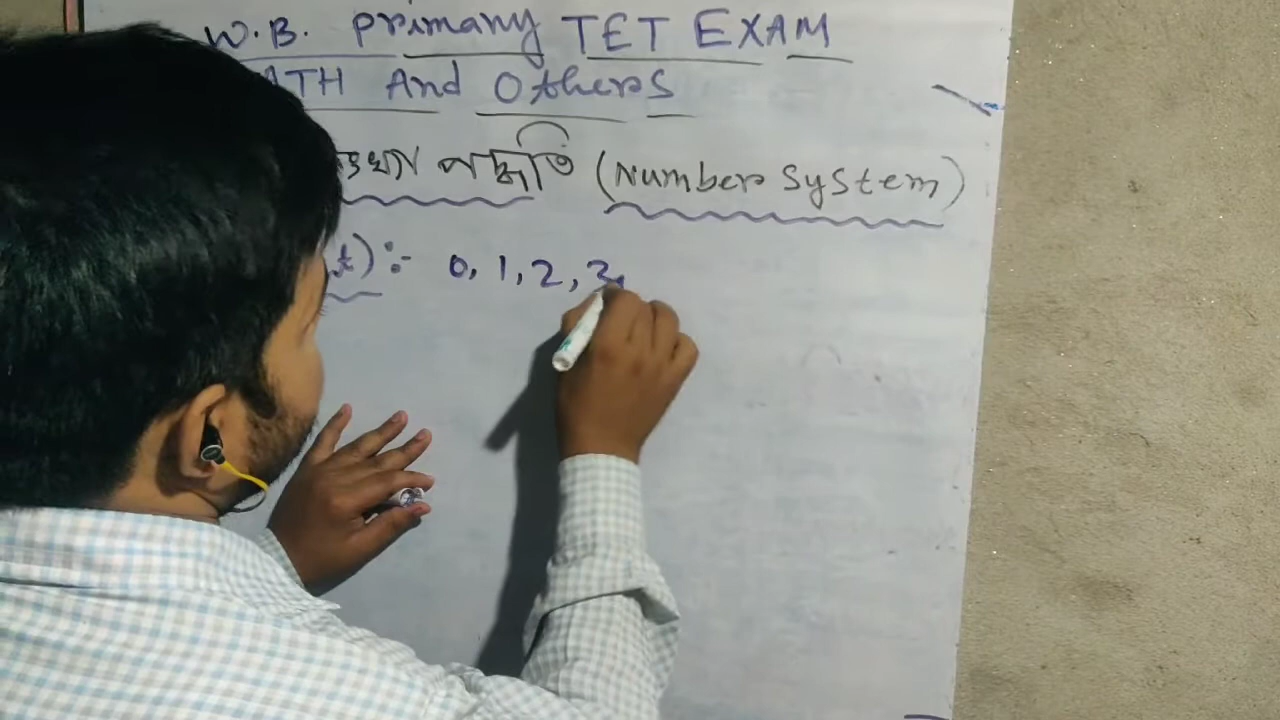 W.B. Primary TET EXAM
ATH And Others
পদ্ধতি (Number System)
t) :- 0, 1, 2, 3,